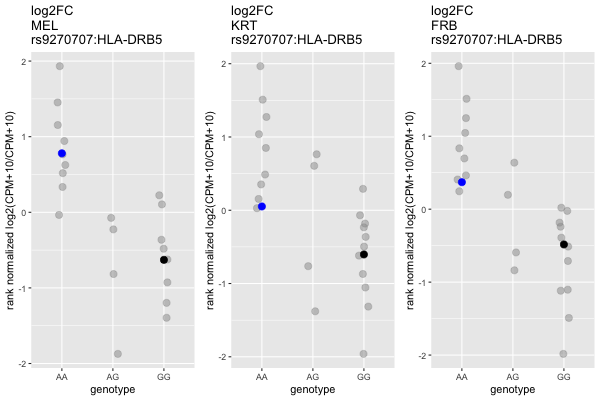 log2FC
MEL
rs9270707:HLA-DRB5
rank normalized log2(CPM+10/CPM+10)
2
1
0
-1
-2
AA
AG
GG
genotype
log2FC
KRT
rs9270707:HLA-DRB5
rank normalized log2(CPM+10/CPM+10)
2
1
0
-1
-2
AA
AG
GG
genotype
log2FC
FRB
rs9270707:HLA-DRB5
rank normalized log2(CPM+10/CPM+10)
2
1
0
-1
-2
AA
AG
GG
genotype